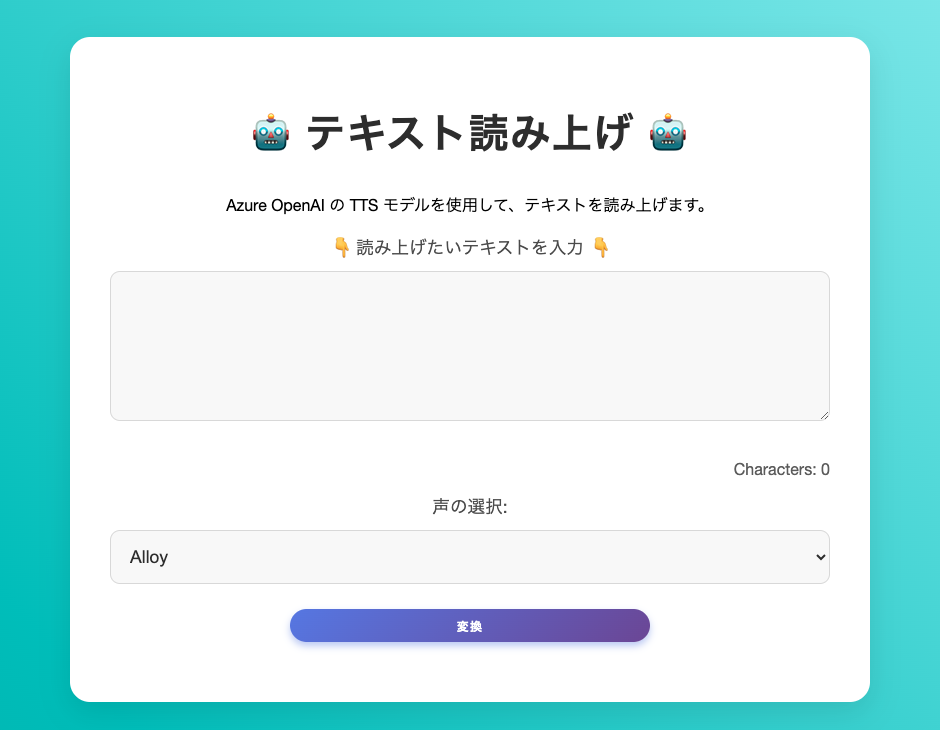 🤖 テキスト読み上げ 🤖
Azure OpenAI の TTS モデルを使用して、テキストを読み上げます。
👇 読み上げたいテキストを入力 👇
Characters: 0
声の選択:
Alloy
変換